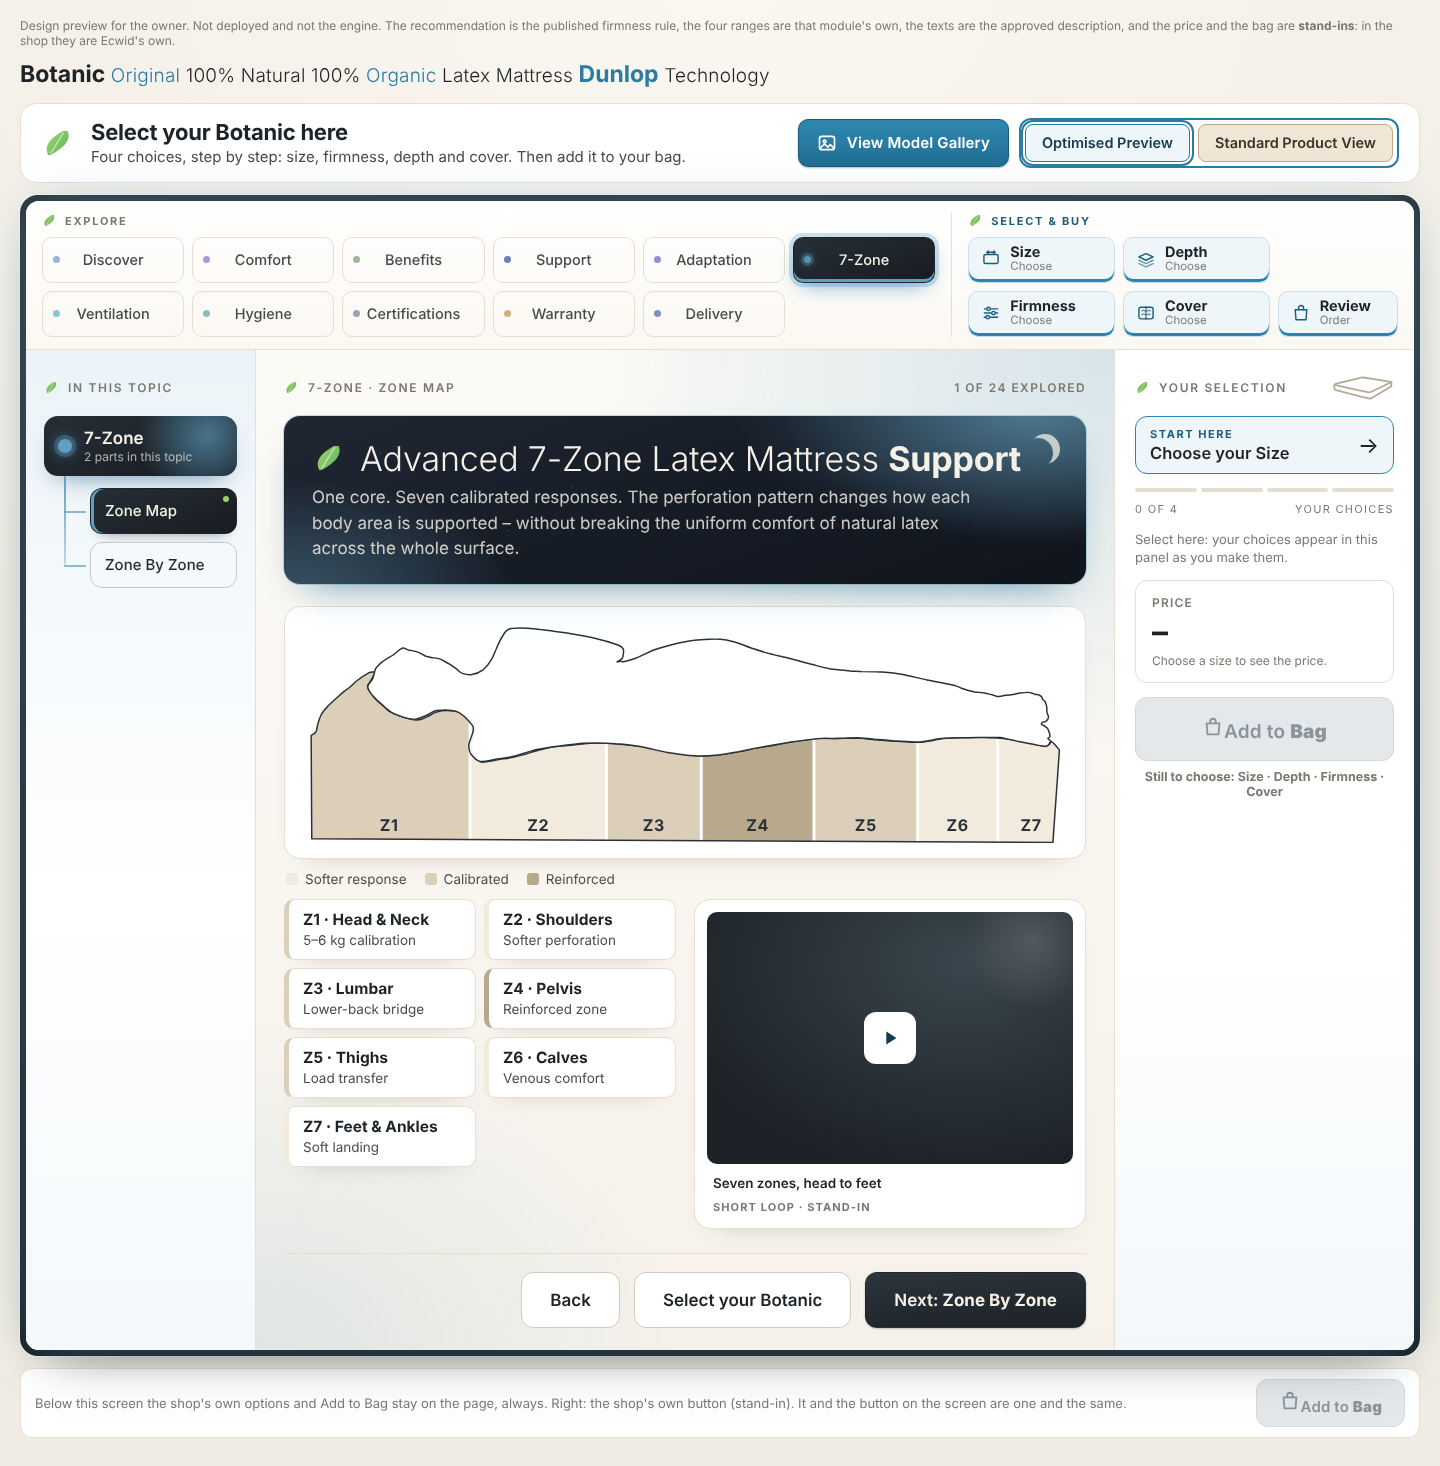 Design preview for the owner. Not deployed and not the engine. The recommendation is the published firmness rule, the four ranges are that module's own, the texts are the approved description, and the price and the bag are stand-ins: in the
shop they are Ecwid's own.
Botanic Original 100% Natural 100% Organic Latex Mattress Dunlop Technology
Select your Botanic here
Four choices, step by step: size, firmness, depth and cover. Then add it to your bag.
View Model Gallery
Optimised Preview
Standard Product View
EXPLORE
Discover
Comfort
Benefits
Support
Adaptation
7-Zone
Ventilation
Hygiene
Certifications
Warranty
Delivery
SELECT & BUY
Size
Choose
Depth
Choose
Firmness
Choose
Cover
Choose
Review
Order
IN THIS TOPIC
7-Zone
2 parts in this topic
Zone Map
Zone By Zone
7-ZONE · ZONE MAP
1 OF 24 EXPLORED
Advanced 7-Zone Latex Mattress Support
One core. Seven calibrated responses. The perforation pattern changes how each
body area is supported – without breaking the uniform comfort of natural latex
across the whole surface.
Z1
Z2
Z3
Z4
Z5
Z6
Z7
Softer response
Calibrated
Reinforced
Z1 · Head & Neck
5–6 kg calibration
Z2 · Shoulders
Softer perforation
Z3 · Lumbar
Lower-back bridge
Z4 · Pelvis
Reinforced zone
Z5 · Thighs
Load transfer
Z6 · Calves
Venous comfort
Z7 · Feet & Ankles
Soft landing
Seven zones, head to feet
SHORT LOOP · STAND-IN
Back
Select your Botanic
Next: Zone By Zone
YOUR SELECTION
START HERE
Choose your Size
0 OF 4
YOUR CHOICES
Select here: your choices appear in this
panel as you make them.
PRICE
–
Choose a size to see the price.
Add to Bag
Still to choose: Size · Depth · Firmness ·
Cover
Below this screen the shop's own options and Add to Bag stay on the page, always. Right: the shop's own button (stand-in). It and the button on the screen are one and the same.
Add to Bag